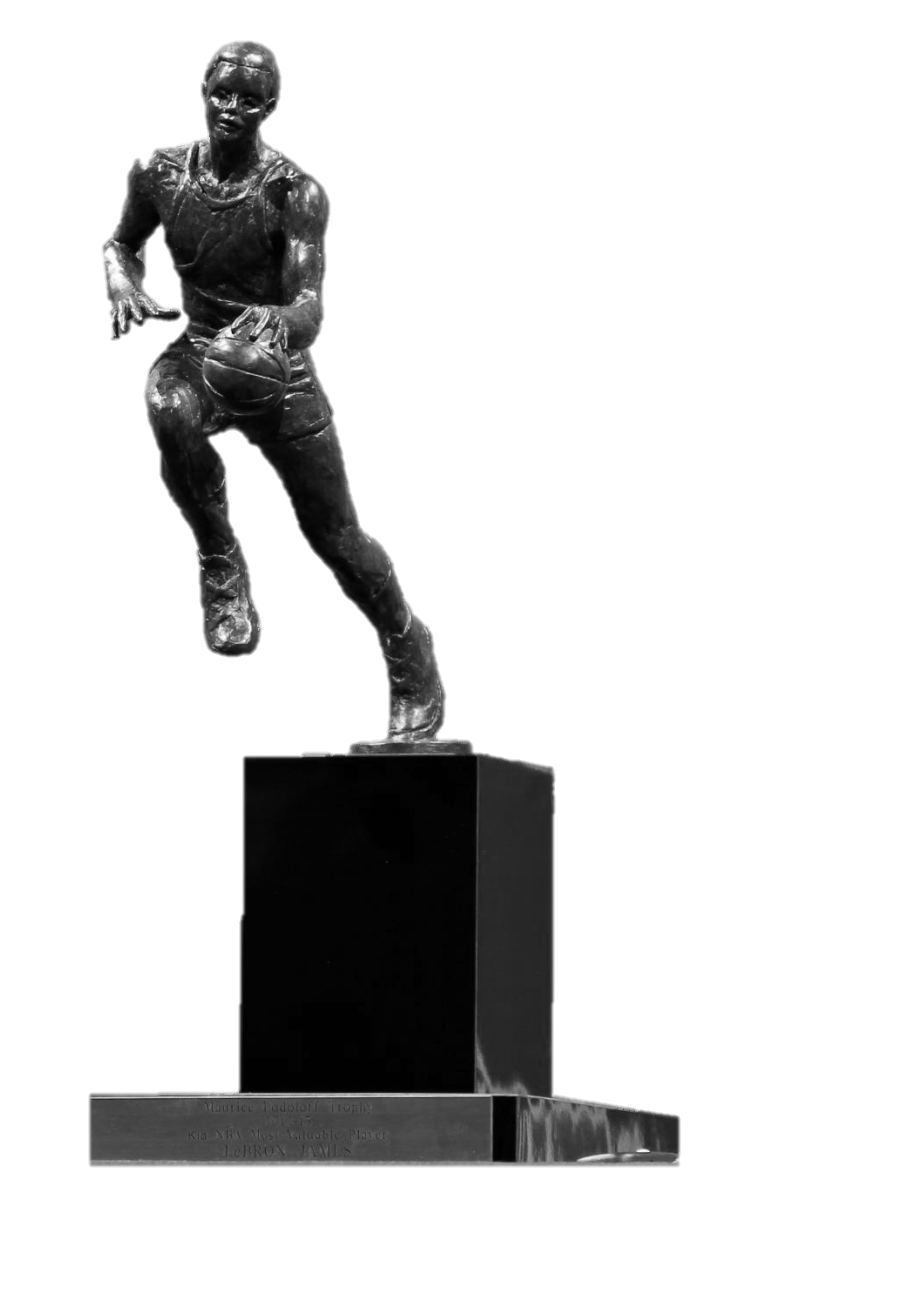 Maurice Podoloff Trophy
Kia NBA Most Valuable Player
LeBRON JAMES